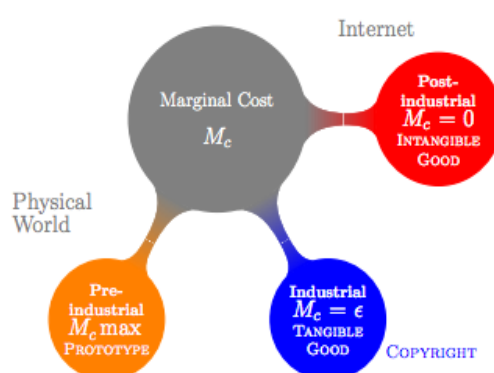 Internet
Marginal Cost
M_c
Post-
industrial
M_c = 0
INTANGIBLE
GOOD
Physical
World
Pre-
industrial
M_c max
PROTOTYPE
Industrial
M_c = ϵ
TANGIBLE
GOOD
COPYRIGHT